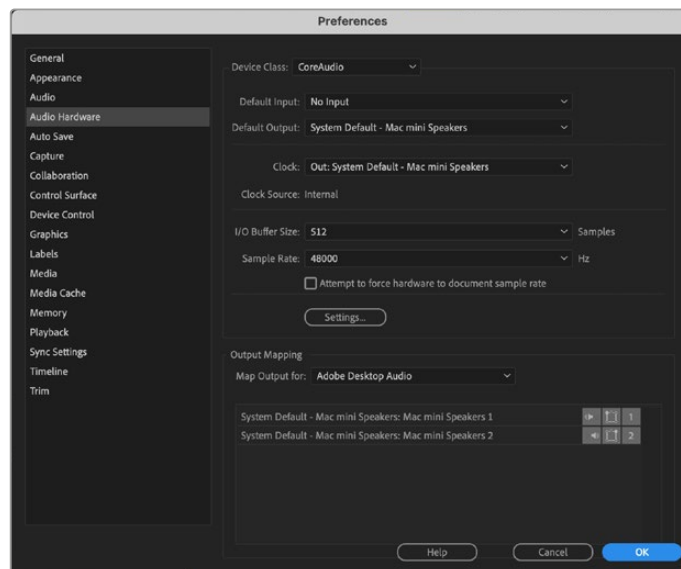 Preferences
General
Appearance
Audio
Audio Hardware
Auto Save
Capture
Collaboration
Control Surface
Device Control
Graphics
Labels
Media
Media Cache
Memory
Playback
Sync Settings
Timeline
Trim
Device Class: CoreAudio
Default Input: No Input
Default Output: System Default - Mac mini Speakers
Clock: Out: System Default - Mac mini Speakers
Clock Source: Internal
I/O Buffer Size: 512 Samples
Sample Rate: 48000 Hz
Attempt to force hardware to document sample rate
Settings...
Output Mapping
Map Output for: Adobe Desktop Audio
System Default - Mac mini Speakers: Mac mini Speakers 1 1
System Default - Mac mini Speakers: Mac mini Speakers 2 2
Help Cancel OK